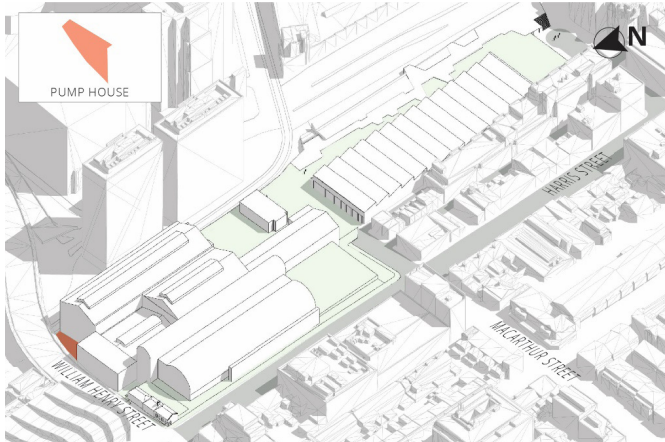 PUMP HOUSE
N
HARRIS STREET
MACARTHUR STREET
WILLIAM HENRY STREET